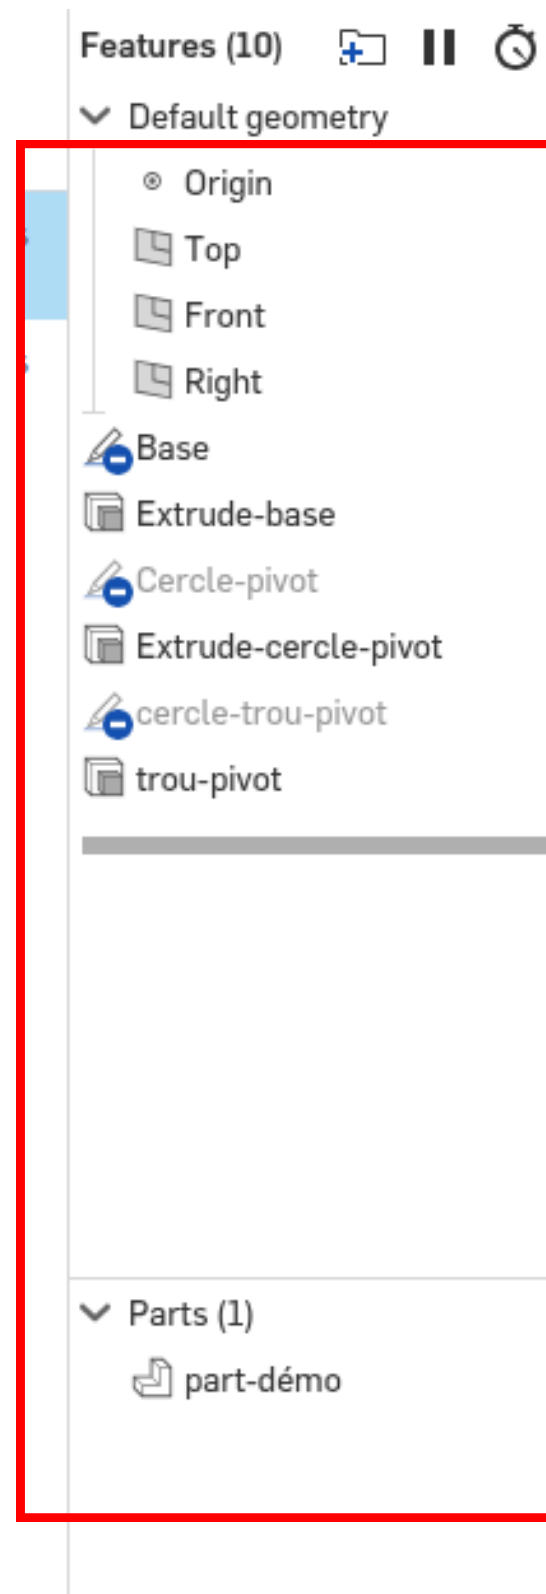 Features (10)
Default geometry
Origin
Top
Front
Right
Base
Extrude-base
Cercle-pivot
Extrude-cercle-pivot
cercle-trou-pivot
trou-pivot
Parts (1)
part-démo